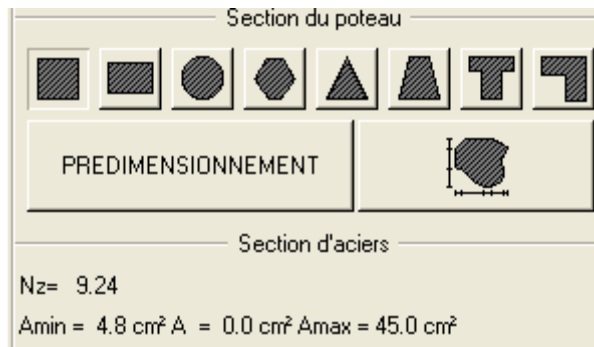 Section du poteau
PREDIMENSIONNEMENT
Section d'aciers
Nz= 9.24
Amin = 4.8 cm² A = 0.0 cm² Amax = 45.0 cm²